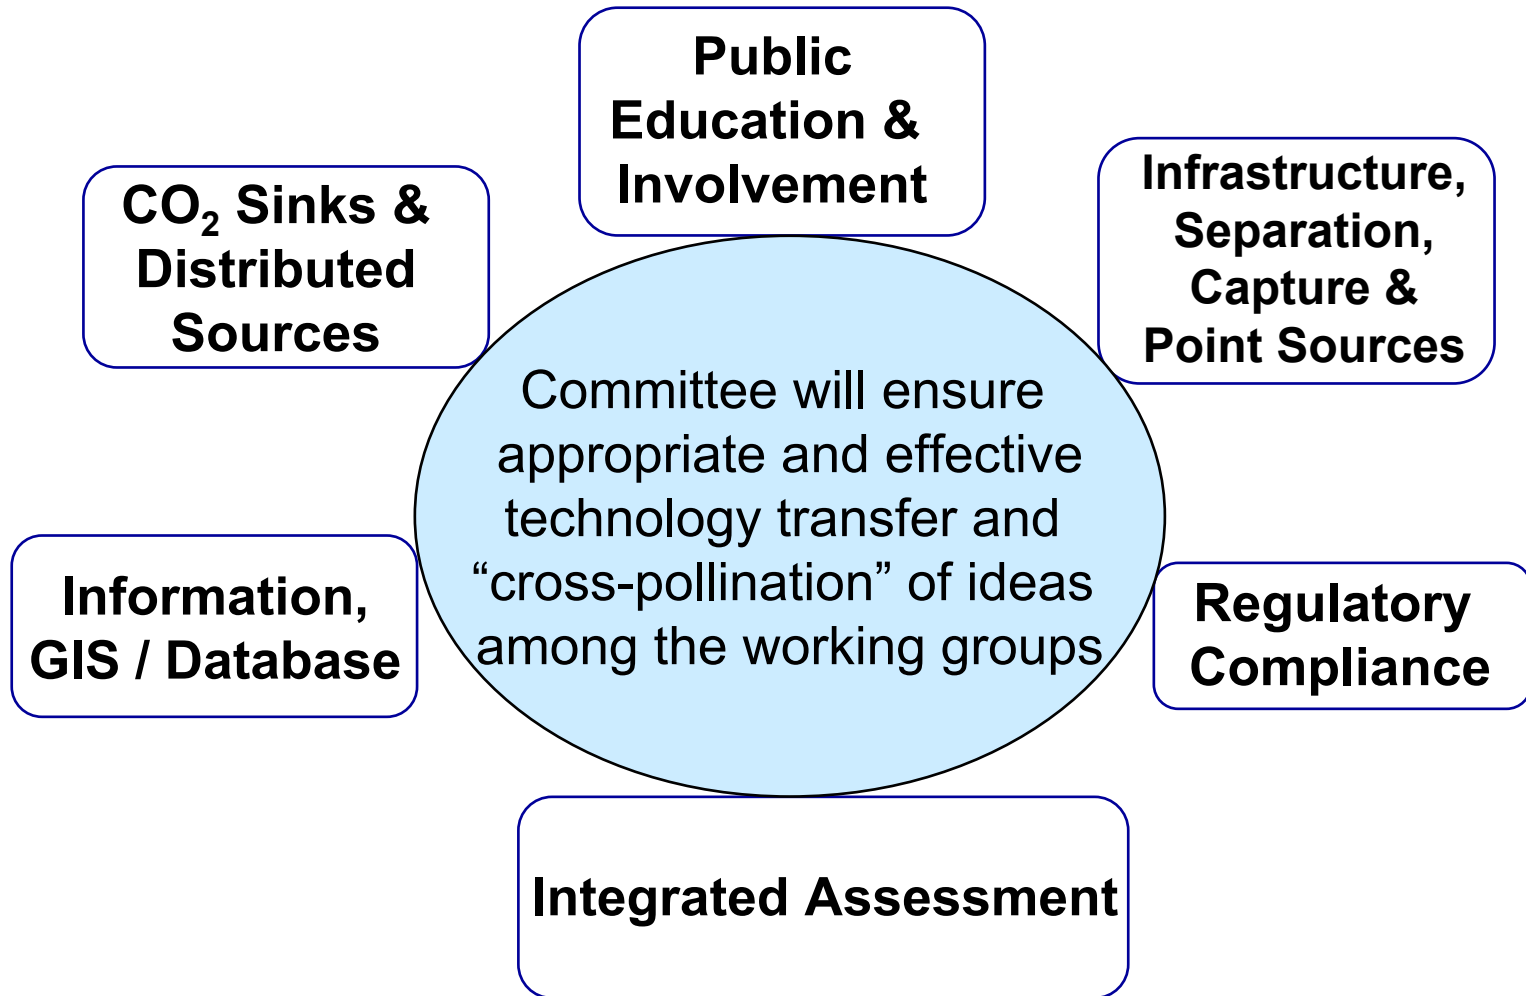 Public
Education &
Involvement
CO₂ Sinks &
Distributed
Sources
Infrastructure,
Separation,
Capture &
Point Sources
Committee will ensure
appropriate and effective
technology transfer and
“cross-pollination” of ideas
among the working groups
Information,
GIS / Database
Regulatory
Compliance
Integrated Assessment